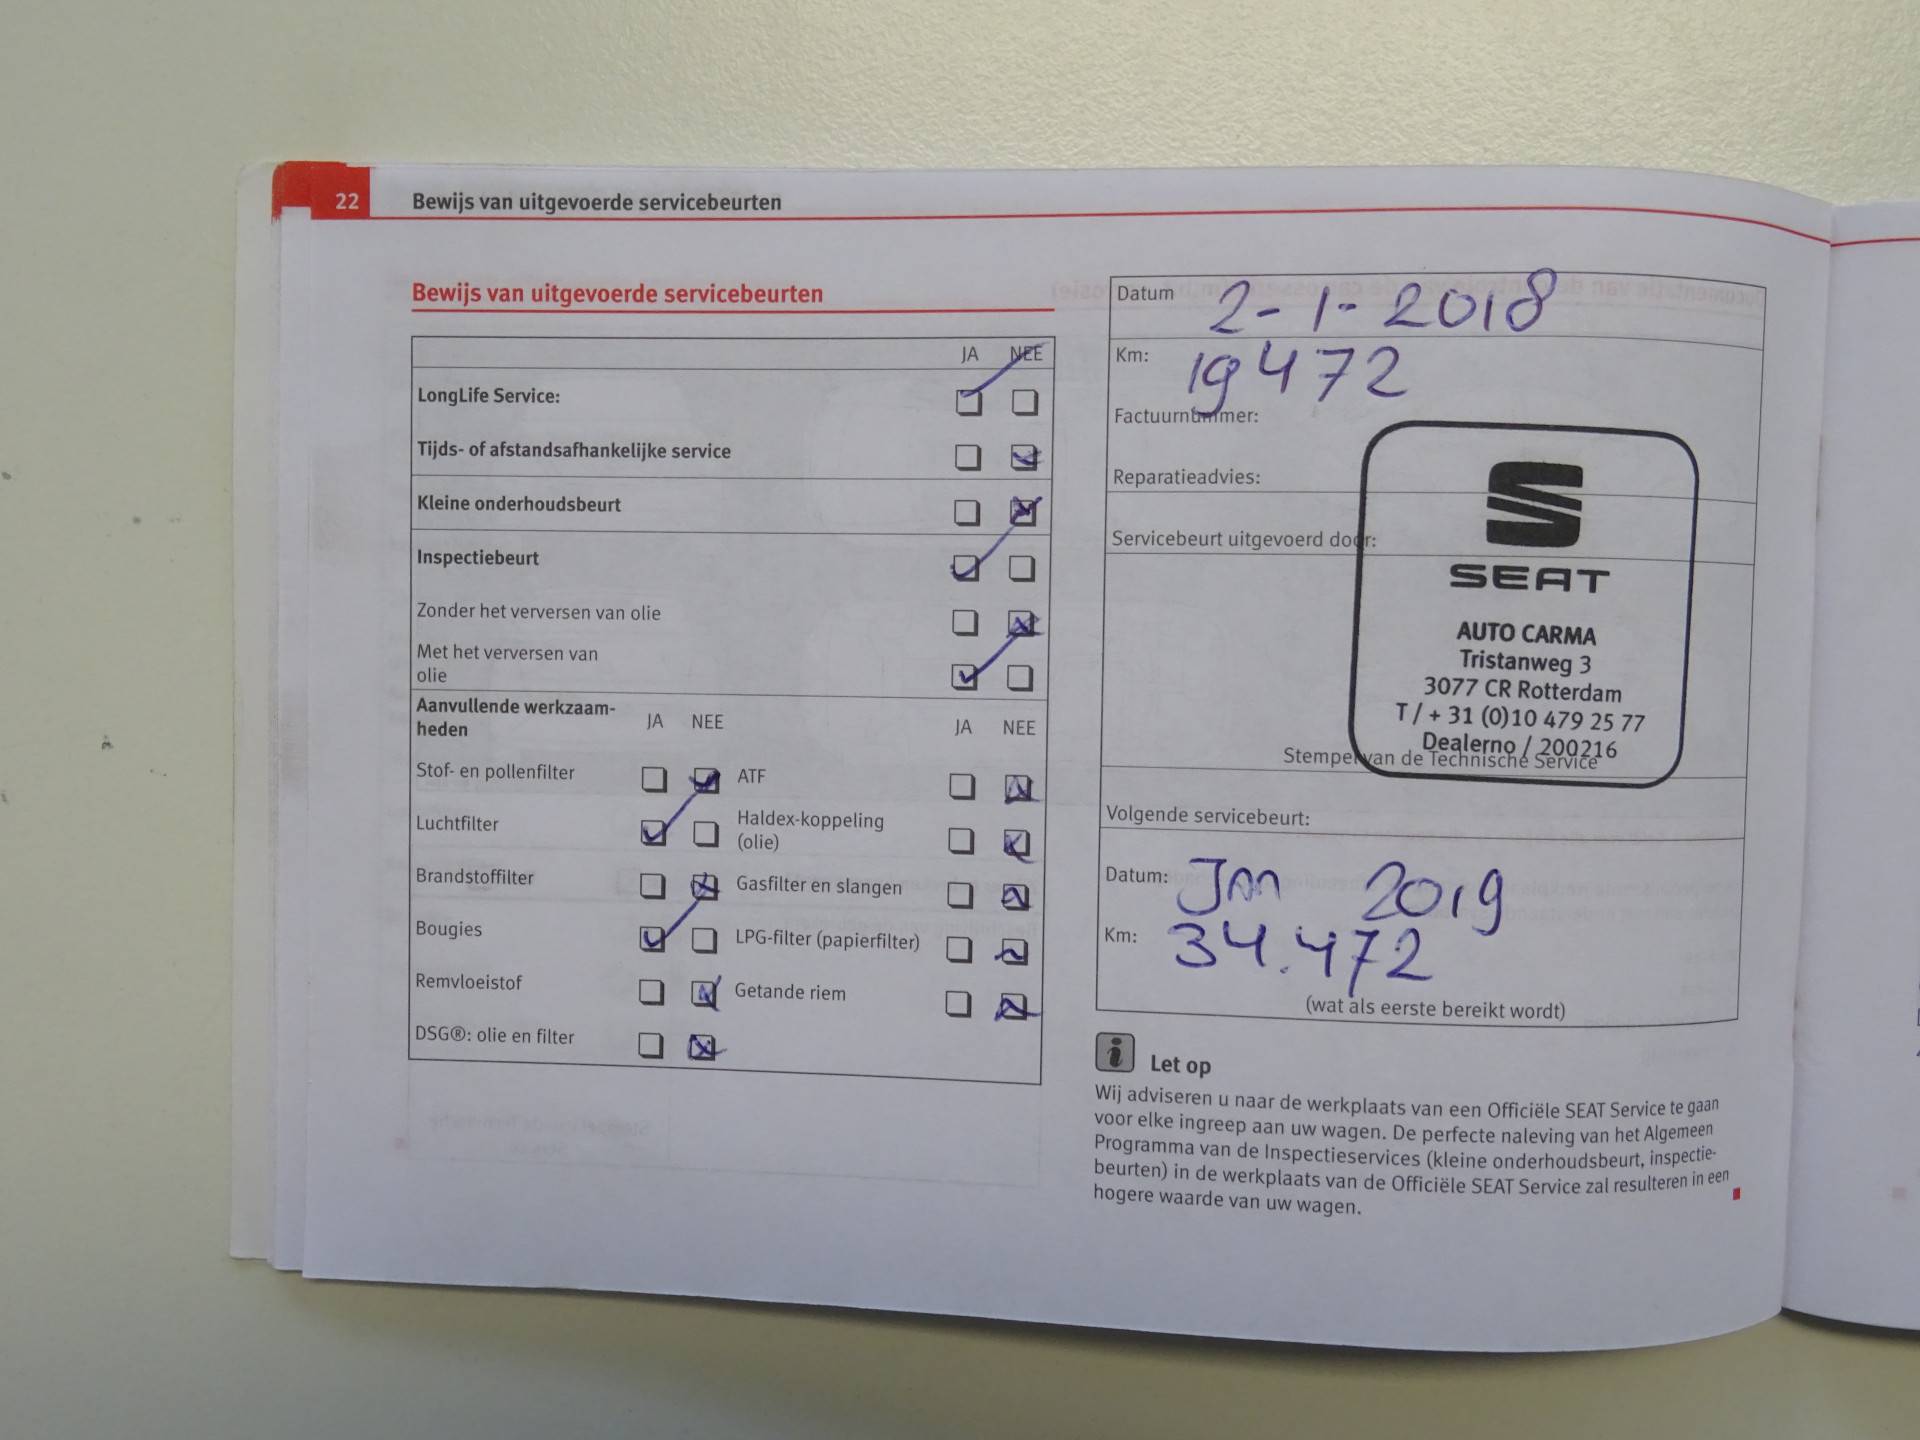 22 Bewijs van uitgevoerde servicebeurten
Bewijs van uitgevoerde servicebeurten
JA NEE
LongLife Service:
Tijds- of afstandsafhankelijke service
Kleine onderhoudsbeurt
Inspectiebeurt
Zonder het verversen van olie
Met het verversen van
olie
Aanvullende werkzaam-
heden
JA NEE JA NEE
Stof- en pollenfilter ATF
Luchtfilter Haldex-koppeling
(olie)
Brandstoffilter Gasfilter en slangen
Bougies LPG-filter (papierfilter)
Remvloeistof Getande riem
DSG®: olie en filter
Datum 2-1-2018
Km: 19472
Factuurnummer:
Reparatieadvies:
Servicebeurt uitgevoerd door:
SEAT
AUTO CARMA
Tristanweg 3
3077 CR Rotterdam
T / + 31 (0)10 479 25 77
Dealerno / 200216
Stempel van de Technische Service
Volgende servicebeurt:
Datum: Jan 2019
Km: 34.472
(wat als eerste bereikt wordt)
i Let op
Wij adviseren u naar de werkplaats van een Officiële SEAT Service te gaan
voor elke ingreep aan uw wagen. De perfecte naleving van het Algemeen
Programma van de Inspectieservices (kleine onderhoudsbeurt, inspectie-
beurten) in de werkplaats van de Officiële SEAT Service zal resulteren in een
hogere waarde van uw wagen.